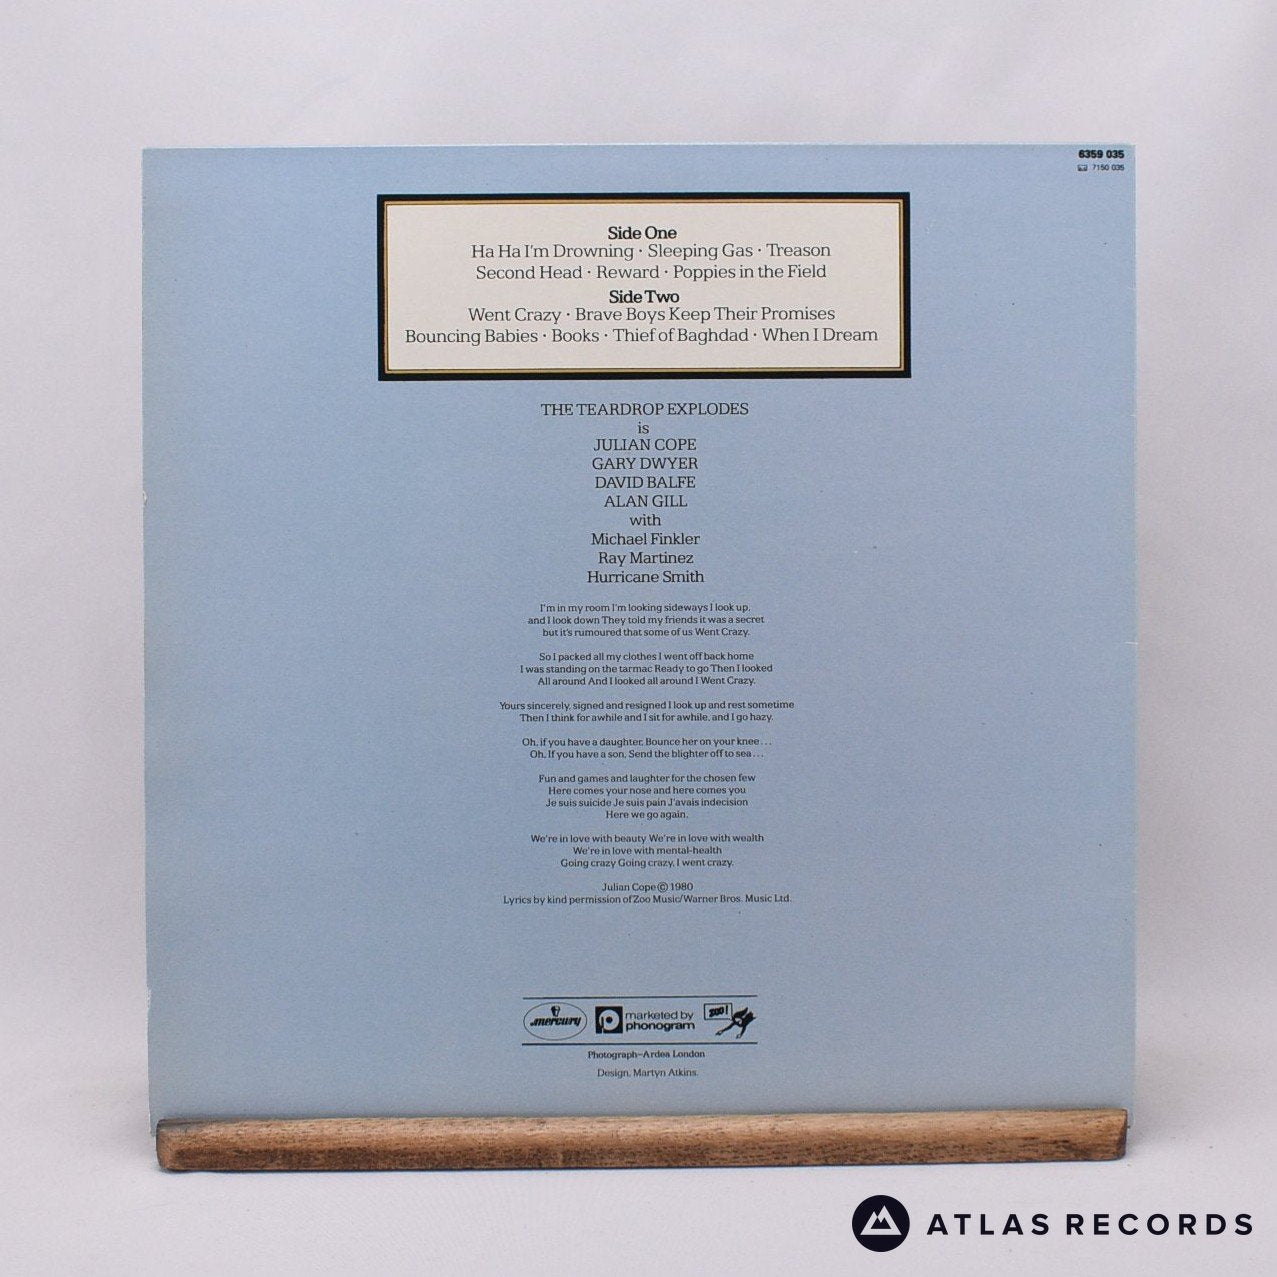 6359 035
7150 035
Side One
Ha Ha I'm Drowning · Sleeping Gas · Treason
Second Head · Reward · Poppies in the Field
Side Two
Went Crazy · Brave Boys Keep Their Promises
Bouncing Babies · Books · Thief of Baghdad · When I Dream
THE TEARDROP EXPLODES
is
JULIAN COPE
GARY DWYER
DAVID BALFE
ALAN GILL
with
Michael Finkler
Ray Martinez
Hurricane Smith
I'm in my room I'm looking sideways I look up,
and I look down They told my friends it was a secret
but it's rumoured that some of us Went Crazy.
So I packed all my clothes I went off back home
I was standing on the tarmac Ready to go Then I looked
All around And I looked all around I Went Crazy.
Yours sincerely, signed and resigned I look up and rest sometime
Then I think for awhile and I sit for awhile, and I go hazy.
Oh, if you have a daughter, Bounce her on your knee...
Oh, If you have a son, Send the blighter off to sea...
Fun and games and laughter for the chosen few
Here comes your nose and here comes you
Je suis suicide Je suis pain J'avais indecision
Here we go again.
We're in love with beauty We're in love with wealth
We're in love with mental-health
Going crazy Going crazy, I went crazy.
Julian Cope © 1980
Lyrics by kind permission of Zoo Music/Warner Bros. Music Ltd.
mercury
marketed by
phonogram
zoo!
Photograph–Ardea London
Design, Martyn Atkins.
ATLAS RECORDS